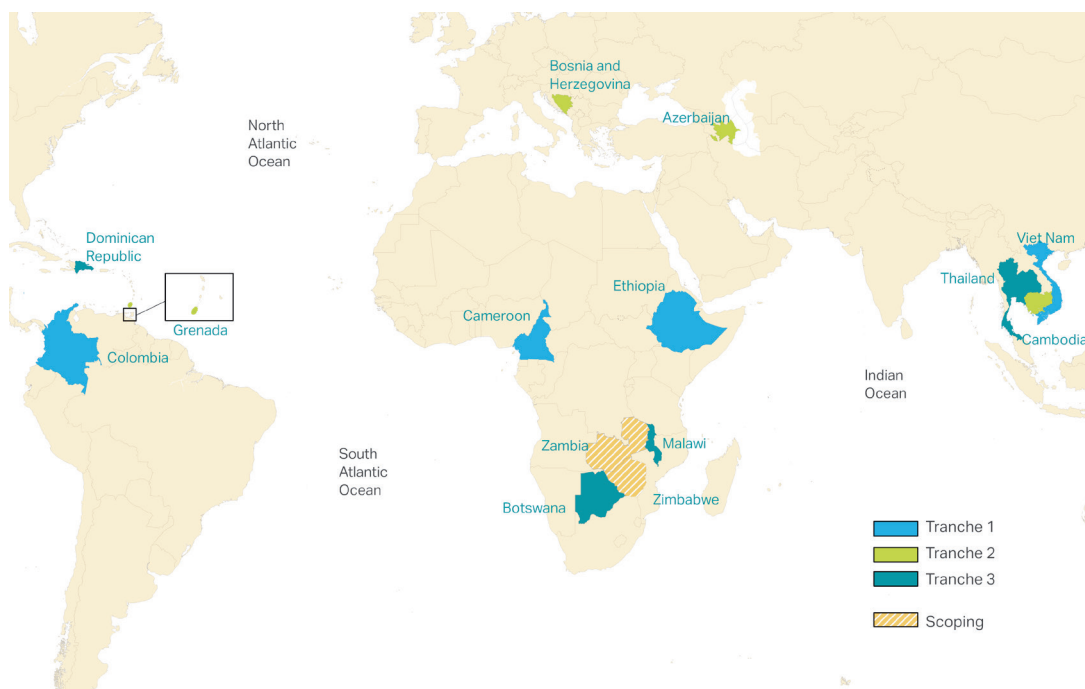 Bosnia and
Herzegovina
Azerbaijan
North
Atlantic
Ocean
Dominican
Republic
Viet Nam
Thailand
Ethiopia
Cameroon
Grenada
Cambodia
Colombia
Indian
Ocean
Zambia
Malawi
South
Atlantic
Ocean
Zimbabwe
Botswana
Tranche 1
Tranche 2
Tranche 3
Scoping